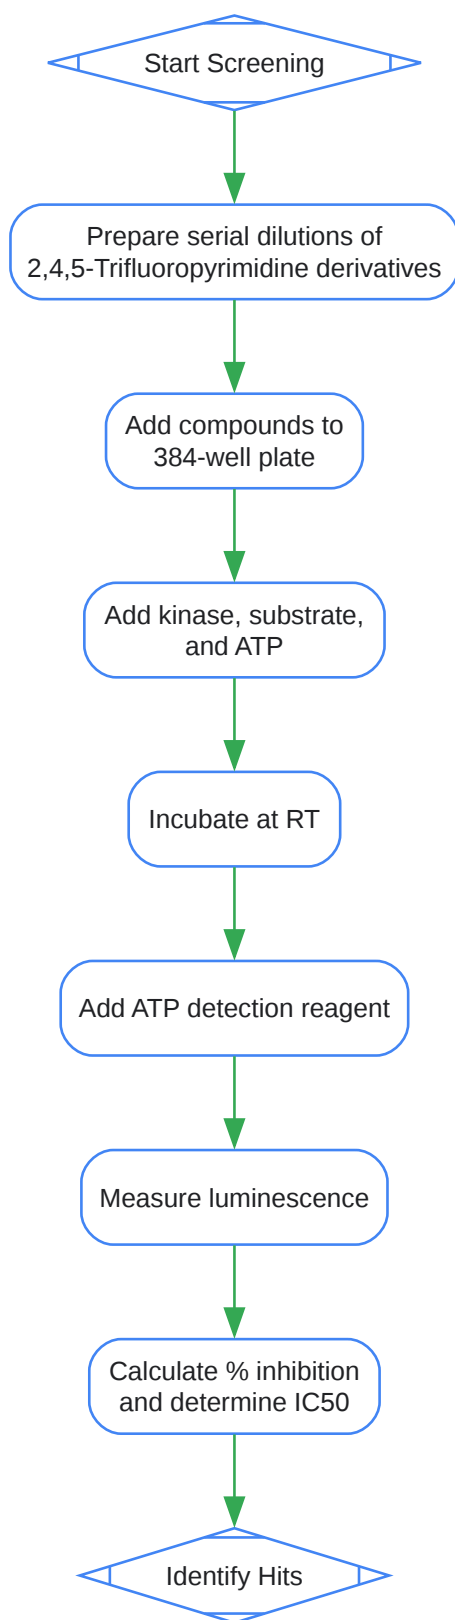 Start Screening
Prepare serial dilutions of
2,4,5-Trifluoropyrimidine derivatives
Add compounds to
384-well plate
Add kinase, substrate,
and ATP
Incubate at RT
Add ATP detection reagent
Measure luminescence
Calculate % inhibition
and determine IC50
Identify Hits